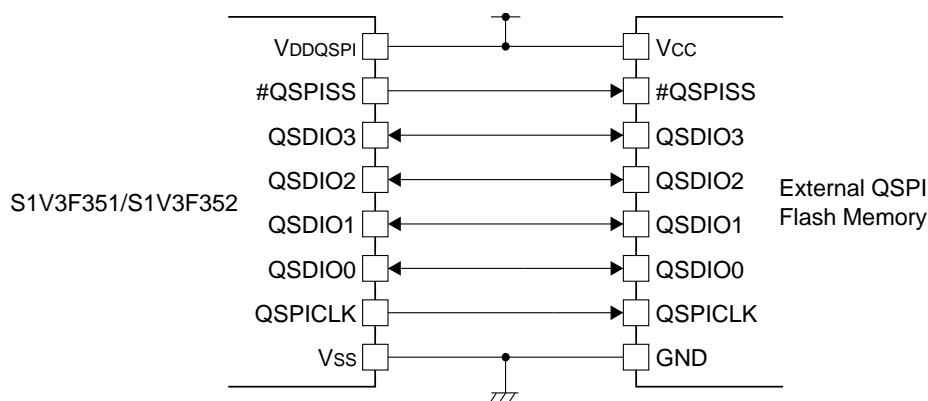 VDDQSPI
VCC
#QSPISS
#QSPISS
QSDIO3
QSDIO3
QSDIO2
QSDIO2
S1V3F351/S1V3F352
External QSPI
Flash Memory
QSDIO1
QSDIO1
QSDIO0
QSDIO0
QSPICLK
QSPICLK
VSS
GND